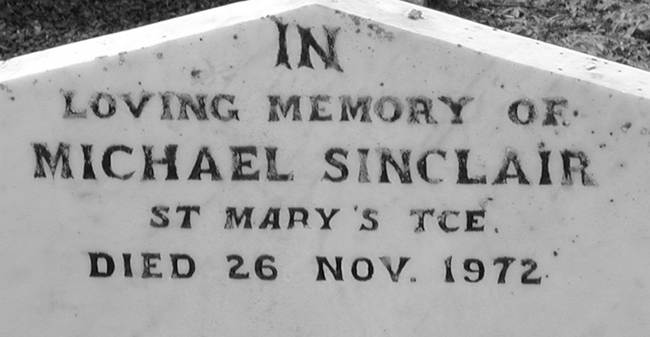 IN
LOVING MEMORY OF
MICHAEL SINCLAIR
ST MARY'S TCE.
DIED 26 NOV. 1972